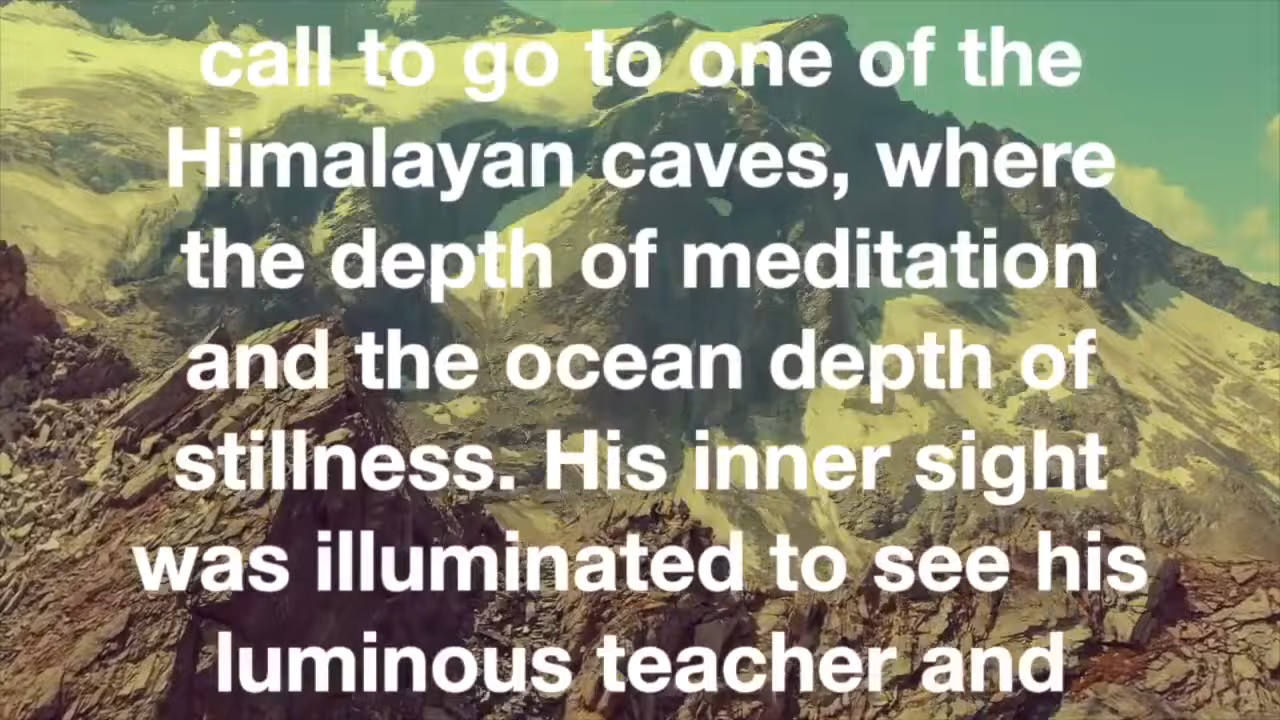 call to go to one of the
Himalayan caves, where
the depth of meditation
and the ocean depth of
stillness. His inner sight
was illuminated to see his
luminous teacher and